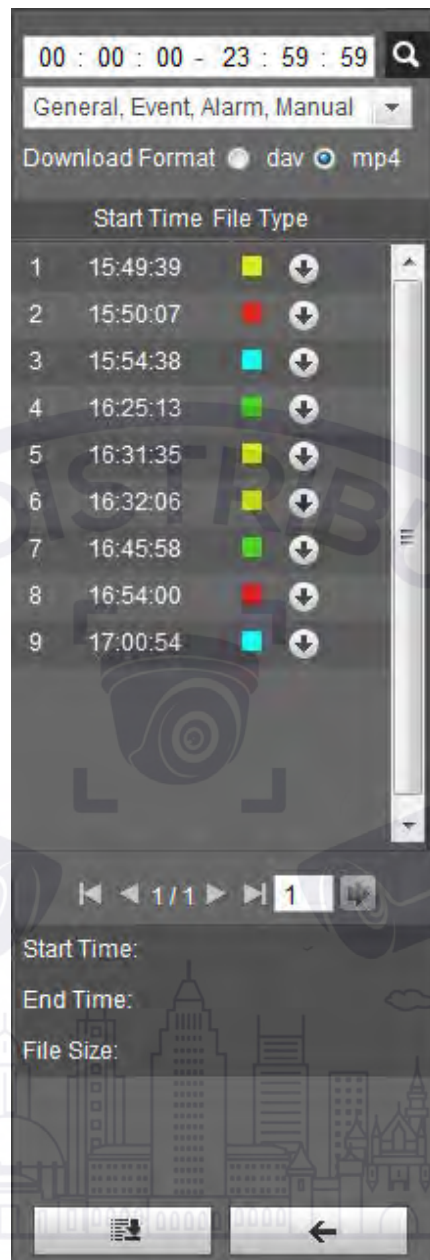 00 : 00 : 00 - 23 : 59 : 59
General, Event, Alarm, Manual
Download Format dav mp4
Start Time File Type
1 15:49:39
2 15:50:07
3 15:54:38
4 16:25:13
5 16:31:35
6 16:32:06
7 16:45:58
8 16:54:00
9 17:00:54
DISTRIBU
1 / 1 1
Start Time:
End Time:
File Size: